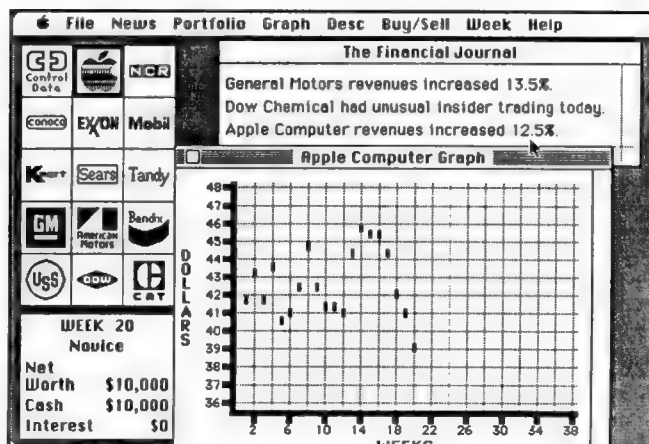 File News Portfolio Graph Desc Buy/Sell Week Help
Control Data
NCR
conoco
EXXON
Mobil
K mart
Sears
Tandy
GM
American Motors
Bendix
USS
DOW
CAT
The Financial Journal
General Motors revenues increased 13.5%.
Dow Chemical had unusual insider trading today.
Apple Computer revenues increased 12.5%.
Apple Computer Graph
48
47
46
45
44
43
42
41
40
39
38
37
36
DOLLARS
2 6 10 14 18 22 26 30 34 38
WEEKS
WEEK 20
Novice
Net
Worth $10,000
Cash $10,000
Interest $0